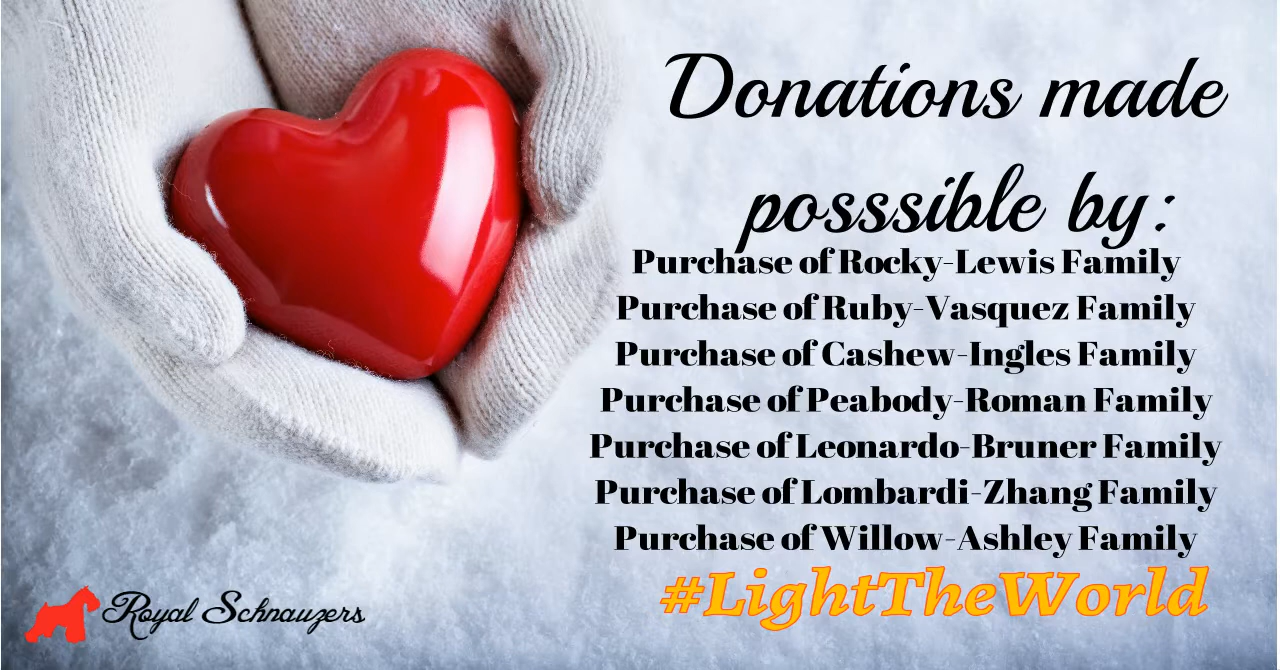 Donations made
posssible by:
Purchase of Rocky-Lewis Family
Purchase of Ruby-Vasquez Family
Purchase of Cashew-Ingles Family
Purchase of Peabody-Roman Family
Purchase of Leonardo-Bruner Family
Purchase of Lombardi-Zhang Family
Purchase of Willow-Ashley Family
#LightTheWorld
Royal Schnauzers